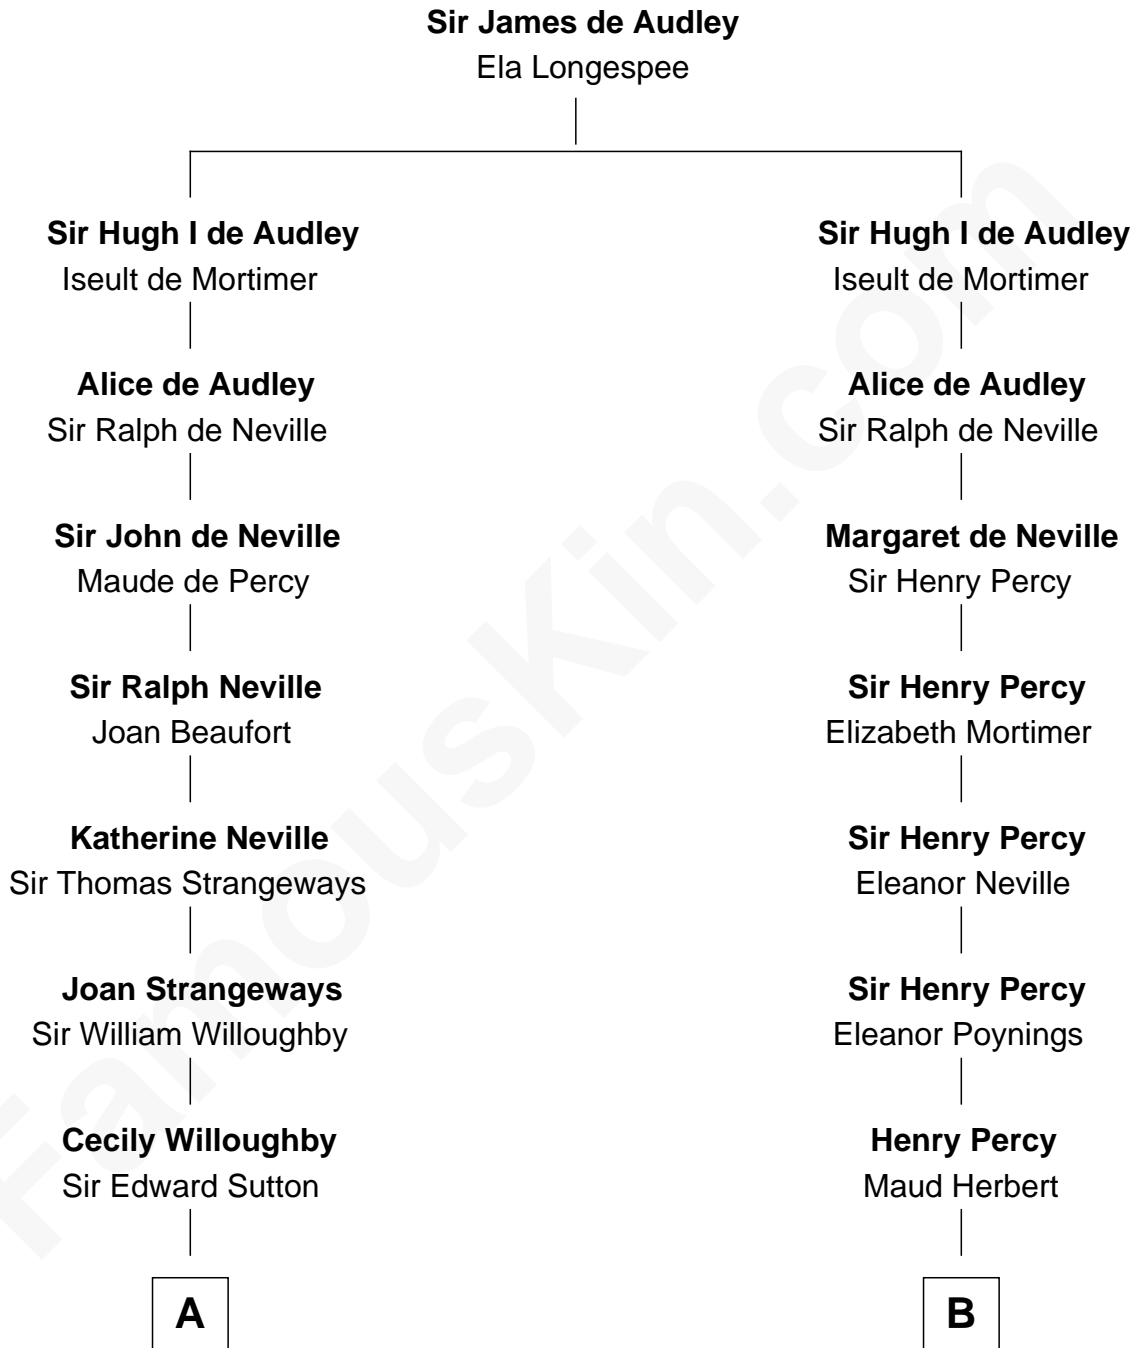 Sir James de Audley
Ela Longespee
Sir Hugh I de Audley
Iseult de Mortimer
Sir Hugh I de Audley
Iseult de Mortimer
Alice de Audley
Sir Ralph de Neville
Alice de Audley
Sir Ralph de Neville
Sir John de Neville
Maude de Percy
Margaret de Neville
Sir Henry Percy
Sir Ralph Neville
Joan Beaufort
Sir Henry Percy
Elizabeth Mortimer
Katherine Neville
Sir Thomas Strangeways
Sir Henry Percy
Eleanor Neville
Joan Strangeways
Sir William Willoughby
Sir Henry Percy
Eleanor Poynings
Cecily Willoughby
Sir Edward Sutton
Henry Percy
Maud Herbert
A
B
FamousKin.com